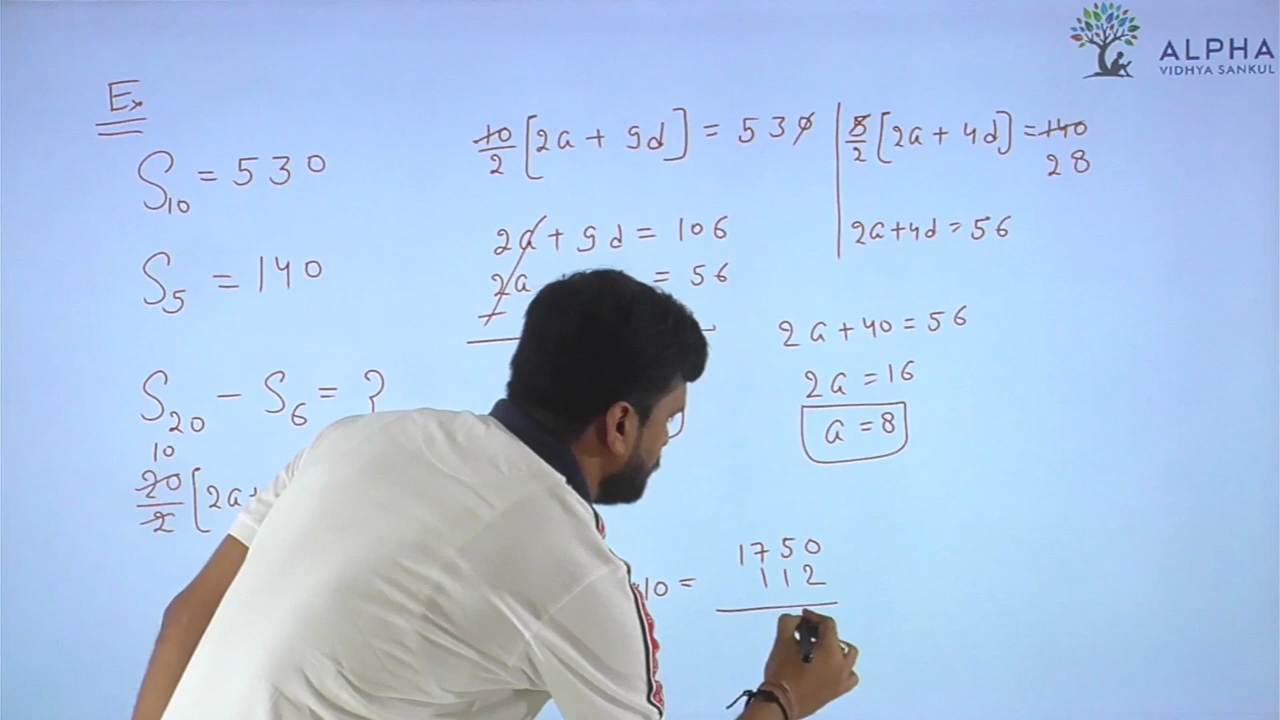 ALPHA
VIDHYA SANKUL
Ex
S10 = 530
S5 = 140
S20 - S6 = ?
10
20/2 [2a +
10/2 [2a + 9d] = 530
2a + 9d = 106
2a = 56
5/2 [2a + 4d] = 140
28
2a+4d = 56
2a + 40 = 56
2a = 16
a = 8
10 =
1750
112